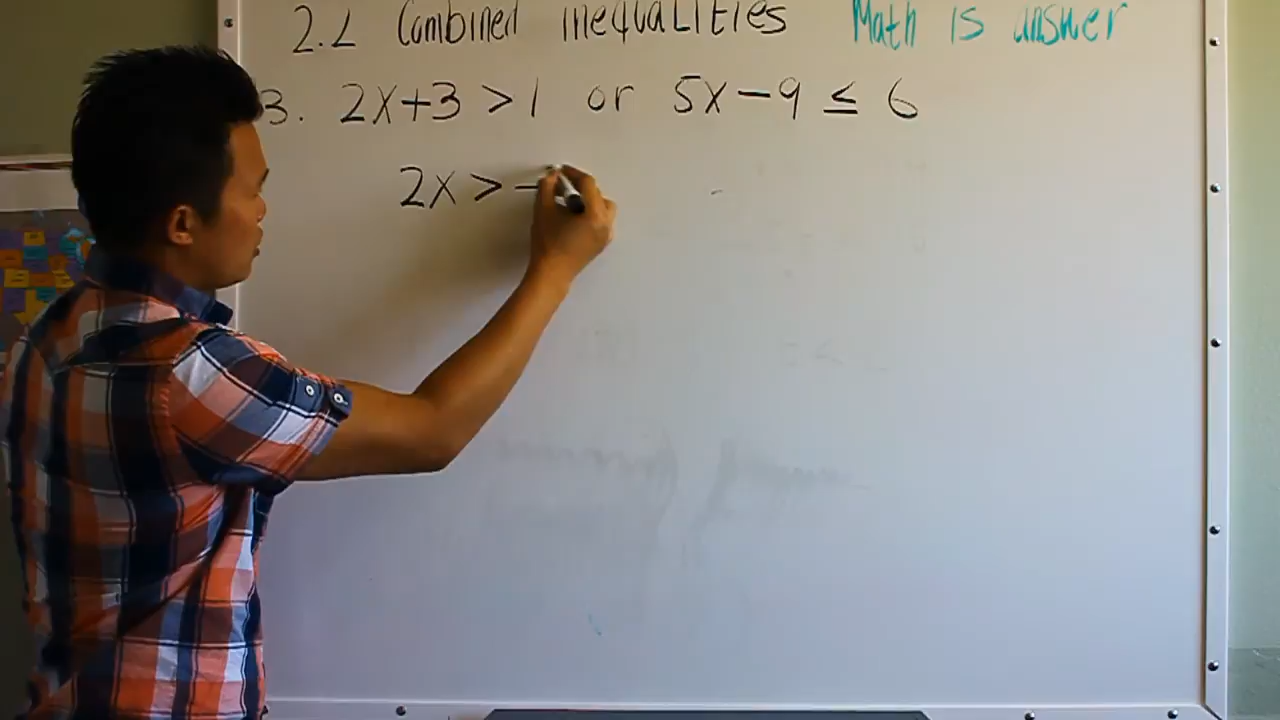 2.2 Combined inequalities Math is answer
3. 2x+3 >1 or 5x-9 ≤ 6
2x > -